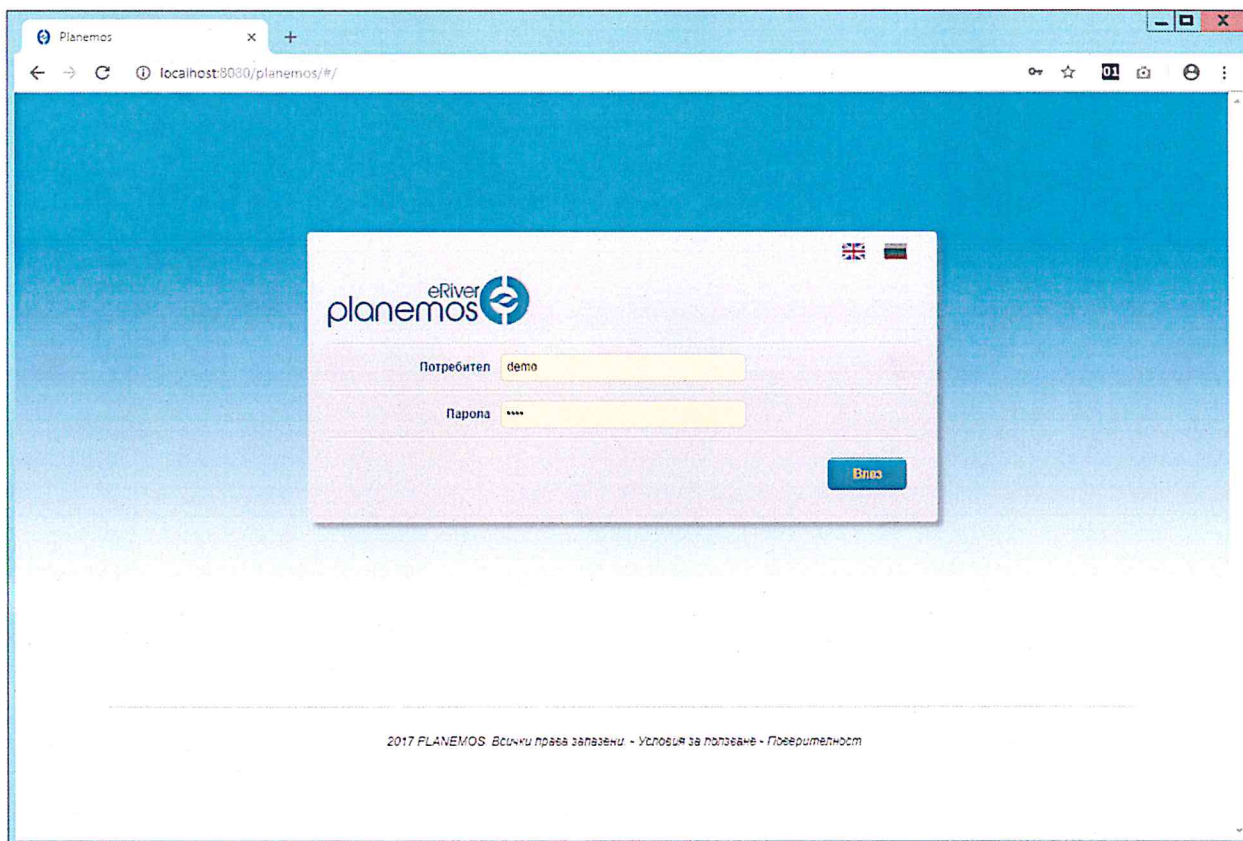 Planemos
localhost:8080/planemos/#/
01
eRiver
planemos
Потребител demo
Парола ****
Влез
2017 PLANEMOS. Всички права запазени. - Условия за ползване - Поверителност